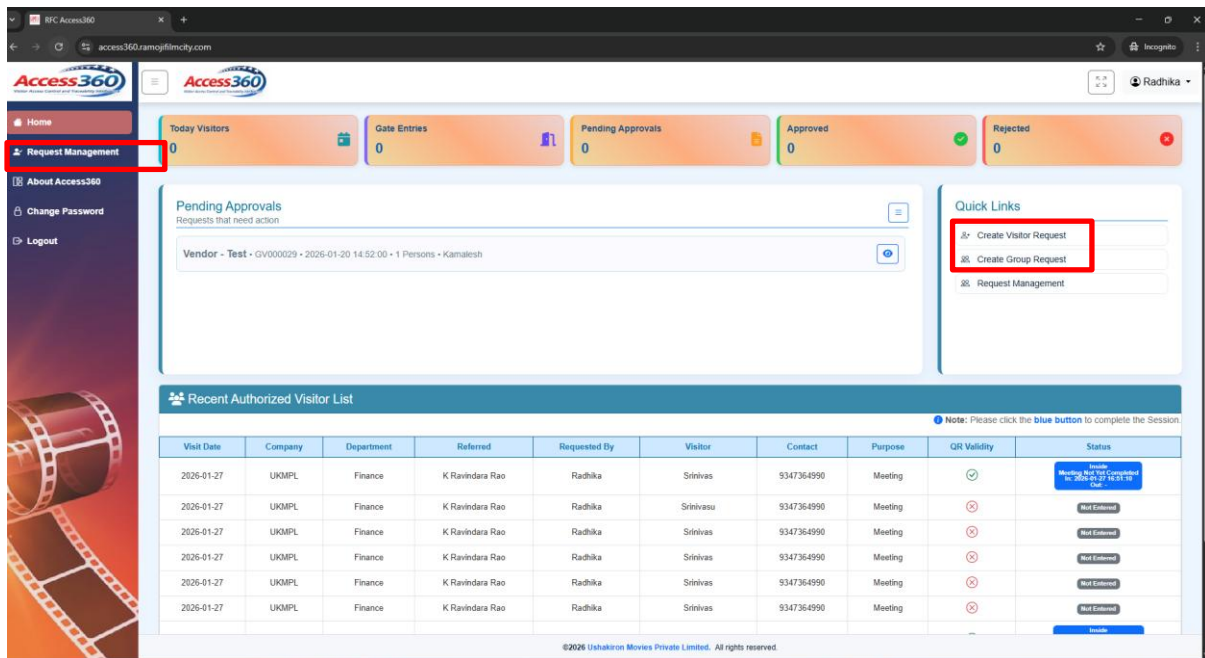 RFC Access360
access360.ramojifilmcity.com
Incognito
Access360
Access360
Radhika
Home
Request Management
About Access360
Change Password
Logout
Today Visitors
0
Gate Entries
0
Pending Approvals
0
Approved
0
Rejected
0
Pending Approvals
Requests that need action
Vendor - Test • GV000029 • 2026-01-20 14:52:00 • 1 Persons • Kamalesh
Quick Links
Create Visitor Request
Create Group Request
Request Management
Recent Authorized Visitor List
Note: Please click the blue button to complete the Session.
Visit Date Company Department Referred Requested By Visitor Contact Purpose QR Validity Status
2026-01-27 UKMPL Finance K Ravindara Rao Radhika Srinivas 9347364990 Meeting
Inside
Meeting Not Yet Completed
In: 2026-01-27 16:51:10
Out: -
2026-01-27 UKMPL Finance K Ravindara Rao Radhika Srinivasu 9347364990 Meeting Not Entered
2026-01-27 UKMPL Finance K Ravindara Rao Radhika Srinivas 9347364990 Meeting Not Entered
2026-01-27 UKMPL Finance K Ravindara Rao Radhika Srinivas 9347364990 Meeting Not Entered
2026-01-27 UKMPL Finance K Ravindara Rao Radhika Srinivas 9347364990 Meeting Not Entered
2026-01-27 UKMPL Finance K Ravindara Rao Radhika Srinivas 9347364990 Meeting Not Entered
Inside
©2026 Ushakiron Movies Private Limited. All rights reserved.